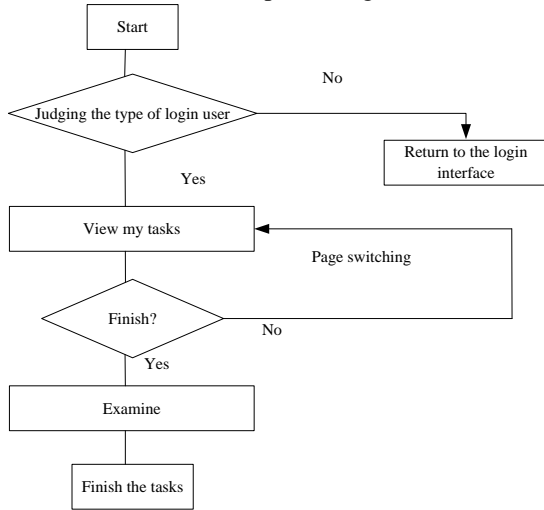 Start
No
Judging the type of login user
Return to the login
interface
Yes
View my tasks
Page switching
Finish?
No
Yes
Examine
Finish the tasks